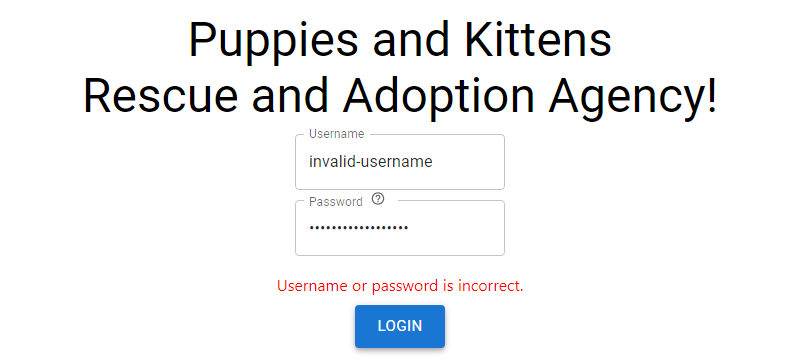 Puppies and Kittens
Rescue and Adoption Agency!
Username
invalid-username
Password ?
••••••••••••••••••
Username or password is incorrect.
LOGIN